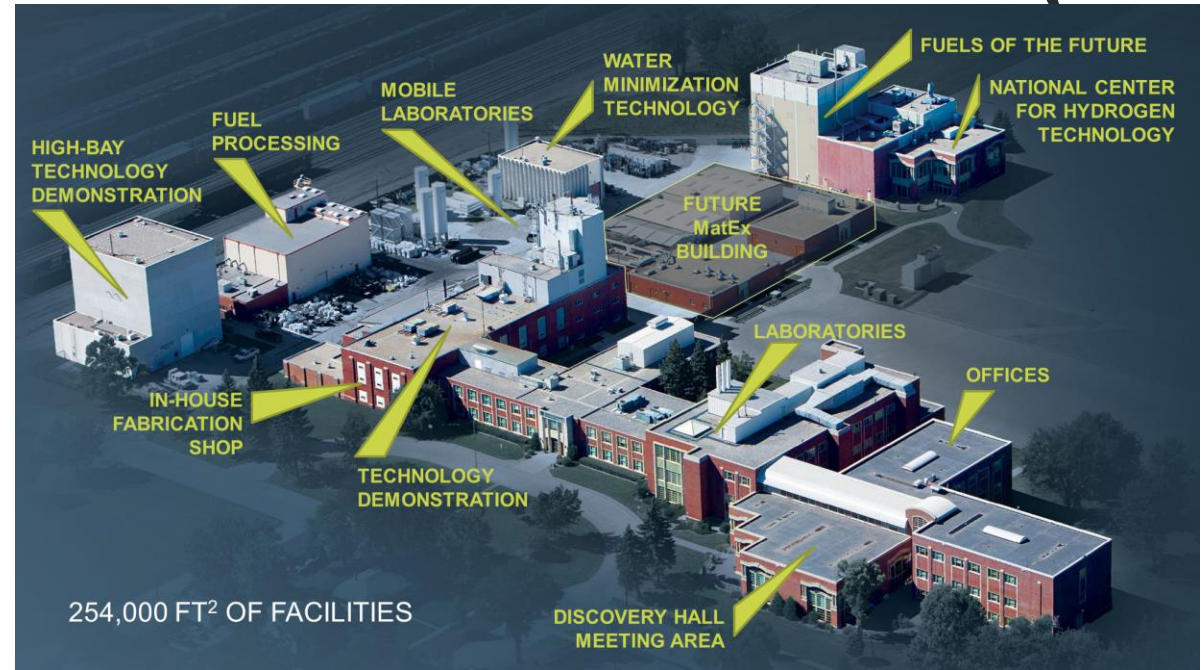 FUELS OF THE FUTURE
WATER
MINIMIZATION
TECHNOLOGY
NATIONAL CENTER
FOR HYDROGEN
TECHNOLOGY
MOBILE
LABORATORIES
FUEL
PROCESSING
HIGH-BAY
TECHNOLOGY
DEMONSTRATION
FUTURE
MatEx
BUILDING
LABORATORIES
OFFICES
IN-HOUSE
FABRICATION
SHOP
TECHNOLOGY
DEMONSTRATION
254,000 FT² OF FACILITIES
DISCOVERY HALL
MEETING AREA